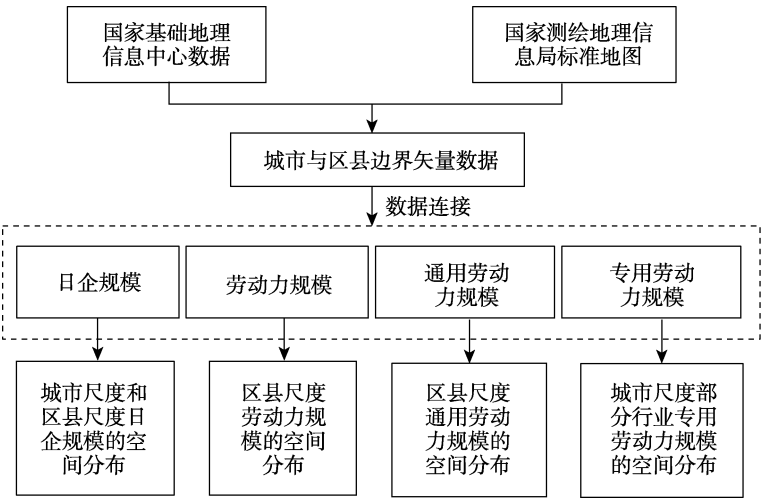 国家基础地理
信息中心数据
国家测绘地理信
息局标准地图
城市与区县边界矢量数据
数据连接
日企规模
劳动力规模
通用劳动
力规模
专用劳动
力规模
城市尺度和
区县尺度日
企规模的空
间分布
区县尺度
劳动力规
模的空间
分布
区县尺度
通用劳动
力规模的
空间分布
城市尺度部
分行业专用
劳动力规模
的空间分布